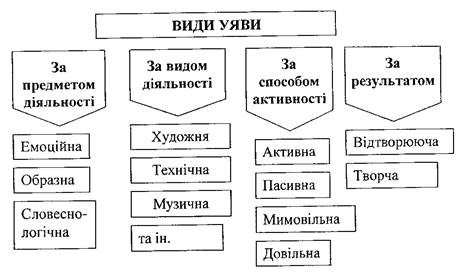 ВИДИ УЯВИ
За
предметом
діяльності
За видом
діяльності
За
способом
активності
За
результатом
Емоційна
Образна
Словесно-
логічна
Художня
Технічна
Музична
та ін.
Активна
Пасивна
Мимовільна
Довільна
Відтворююча
Творча